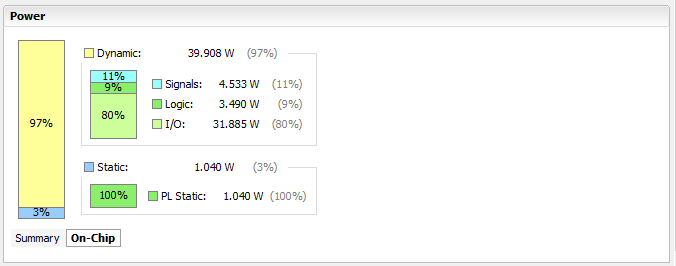 Power
97%
3%
Dynamic: 39.908 W (97%)
11%
9%
80%
Signals: 4.533 W (11%)
Logic: 3.490 W (9%)
I/O: 31.885 W (80%)
Static: 1.040 W (3%)
100%
PL Static: 1.040 W (100%)
Summary On-Chip